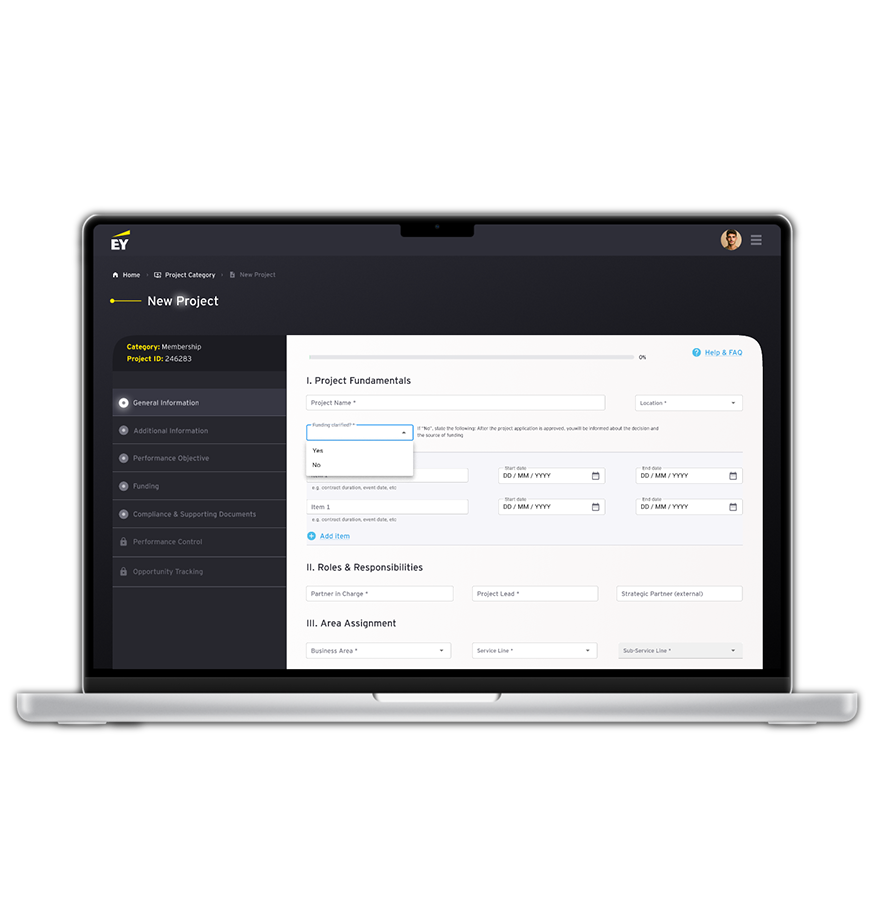 EY
Home
Project Category
New Project
New Project
Category: Membership
Project ID: 246283
General Information
Additional Information
Performance Objective
Funding
Compliance & Supporting Documents
Performance Control
Opportunity Tracking
0%
Help & FAQ
I. Project Fundamentals
Project Name *
Location *
Funding clarified? *
If "No", state the following: After the project application is approved, youwill be informed about the decision and
the source of funding
Yes
No
e.g. contract duration, event date, etc
Start date
DD / MM / YYYY
End date
DD / MM / YYYY
Item 1
e.g. contract duration, event date, etc
Start date
DD / MM / YYYY
End date
DD / MM / YYYY
Add item
II. Roles & Responsibilities
Partner in Charge *
Project Lead *
Strategic Partner (external)
III. Area Assignment
Business Area *
Service Line *
Sub-Service Line *